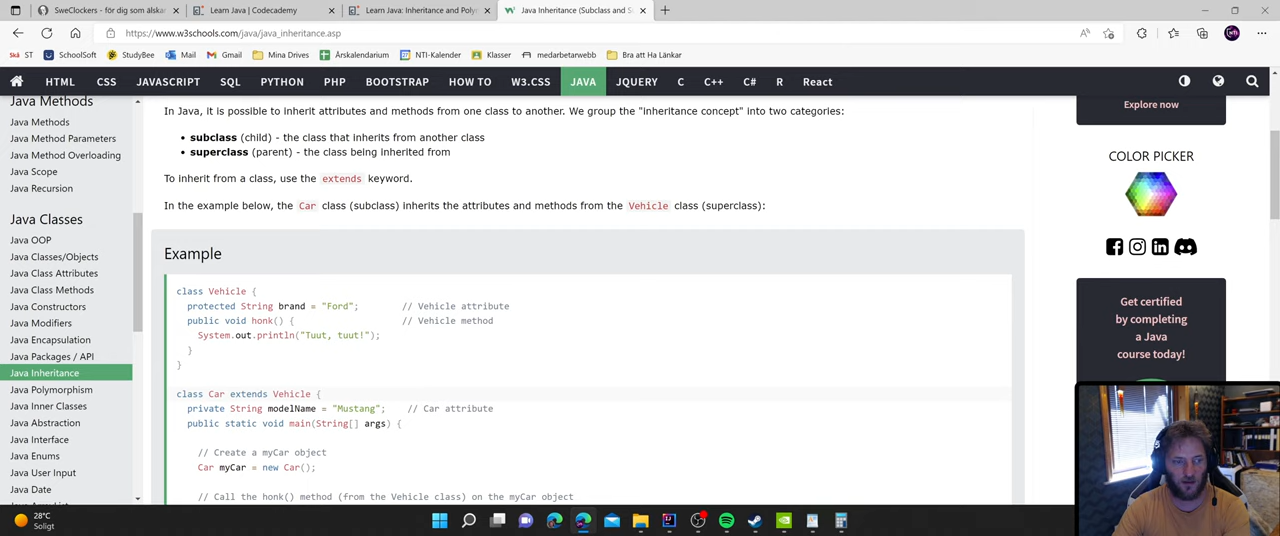 SweClockers - för dig som älskar
Learn Java | Codecademy
Learn Java: Inheritance and Poly
Java Inheritance (Subclass and S
https://www.w3schools.com/java/java_inheritance.asp
ST
SchoolSoft
StudyBee
Mail
Mina Drives
Årskalendarium
NTI-Kalender
Klasser
medarbetarwebb
Bra att Ha Länkar
HTML CSS JAVASCRIPT SQL PYTHON PHP BOOTSTRAP HOW TO W3.CSS JAVA JQUERY C C++ C# R React
Java Methods
Java Methods
Java Method Parameters
Java Method Overloading
Java Scope
Java Recursion
Java Classes
Java OOP
Java Classes/Objects
Java Class Attributes
Java Class Methods
Java Constructors
Java Modifiers
Java Encapsulation
Java Packages / API
Java Inheritance
Java Polymorphism
Java Inner Classes
Java Abstraction
Java Interface
Java Enums
Java User Input
Java Date
In Java, it is possible to inherit attributes and methods from one class to another. We group the "inheritance concept" into two categories:
• subclass (child) - the class that inherits from another class
• superclass (parent) - the class being inherited from
To inherit from a class, use the extends keyword.
In the example below, the Car class (subclass) inherits the attributes and methods from the Vehicle class (superclass):
Example
class Vehicle {
protected String brand = "Ford"; // Vehicle attribute
public void honk() { // Vehicle method
System.out.println("Tuut, tuut!");
}
}
class Car extends Vehicle {
private String modelName = "Mustang"; // Car attribute
public static void main(String[] args) {
// Create a myCar object
Car myCar = new Car();
// Call the honk() method (from the Vehicle class) on the myCar object
Explore now
COLOR PICKER
Get certified
by completing
a Java
course today!
28°C
Soligt